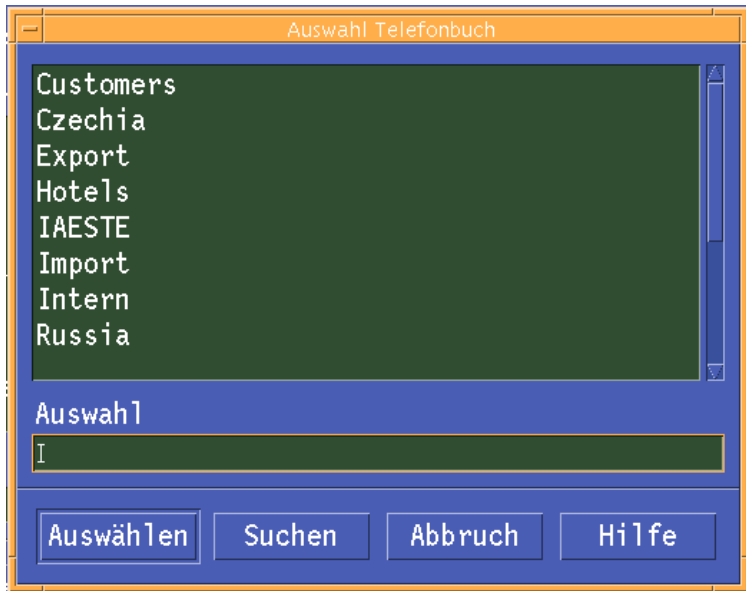 Auswahl Telefonbuch
Customers
Czechia
Export
Hotels
IAESTE
Import
Intern
Russia
Auswahl
Auswählen Suchen Abbruch Hilfe